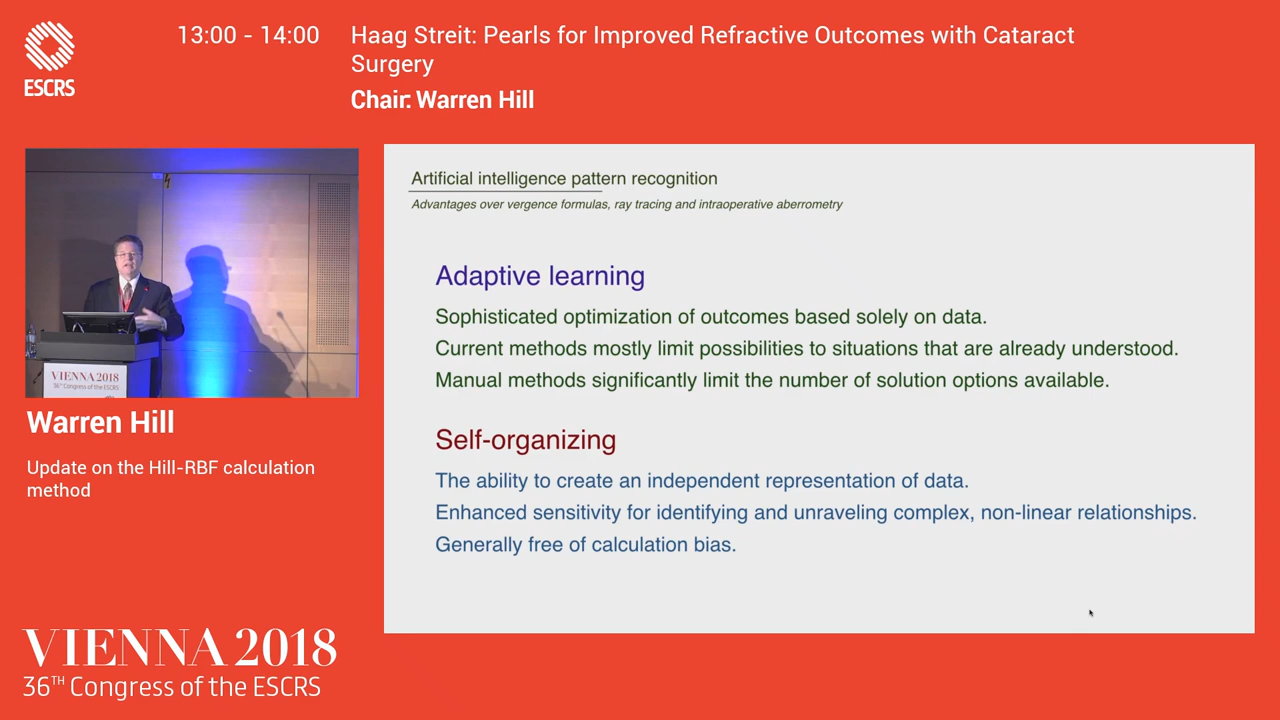 ESCRS
13:00 - 14:00
Haag Streit: Pearls for Improved Refractive Outcomes with Cataract
Surgery
Chair: Warren Hill
Artificial intelligence pattern recognition
Advantages over vergence formulas, ray tracing and intraoperative aberrometry
Adaptive learning
Sophisticated optimization of outcomes based solely on data.
Current methods mostly limit possibilities to situations that are already understood.
Manual methods significantly limit the number of solution options available.
Self-organizing
The ability to create an independent representation of data.
Enhanced sensitivity for identifying and unraveling complex, non-linear relationships.
Generally free of calculation bias.
VIENNA 2018
36th Congress of the ESCRS
Warren Hill
Update on the Hill-RBF calculation
method
VIENNA 2018
36TH Congress of the ESCRS